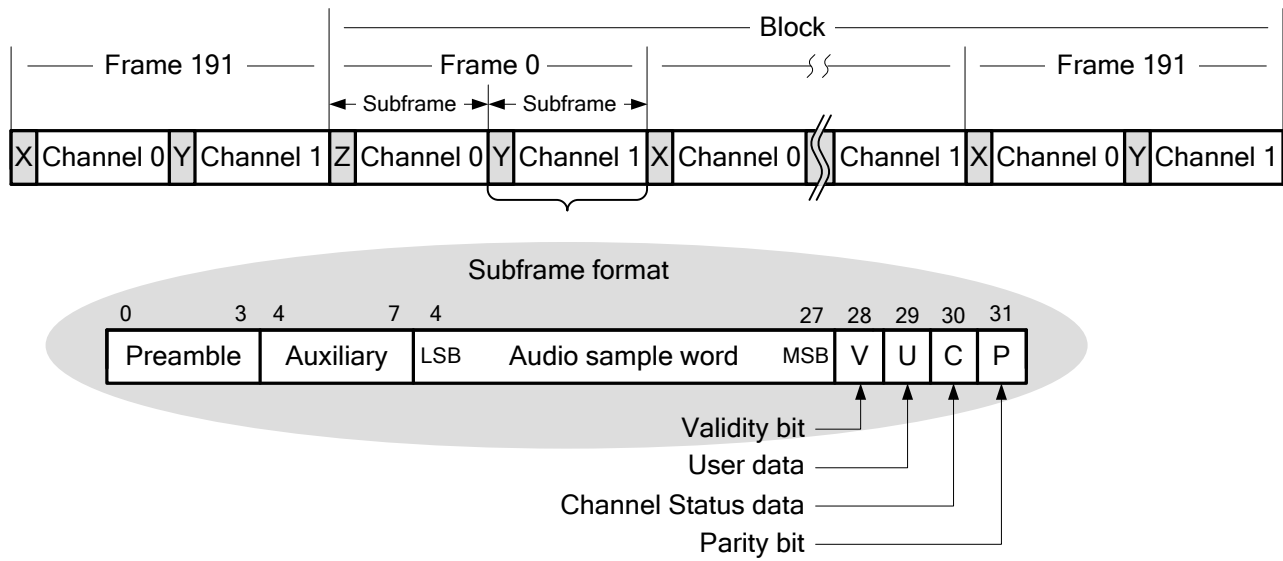 Block
Frame 191 Frame 0 Frame 191
Subframe Subframe
X Channel 0 Y Channel 1 Z Channel 0 Y Channel 1 X Channel 0 Channel 1 X Channel 0 Y Channel 1
Subframe format
0 3 4 7 4 27 28 29 30 31
Preamble Auxiliary LSB Audio sample word MSB V U C P
Validity bit
User data
Channel Status data
Parity bit